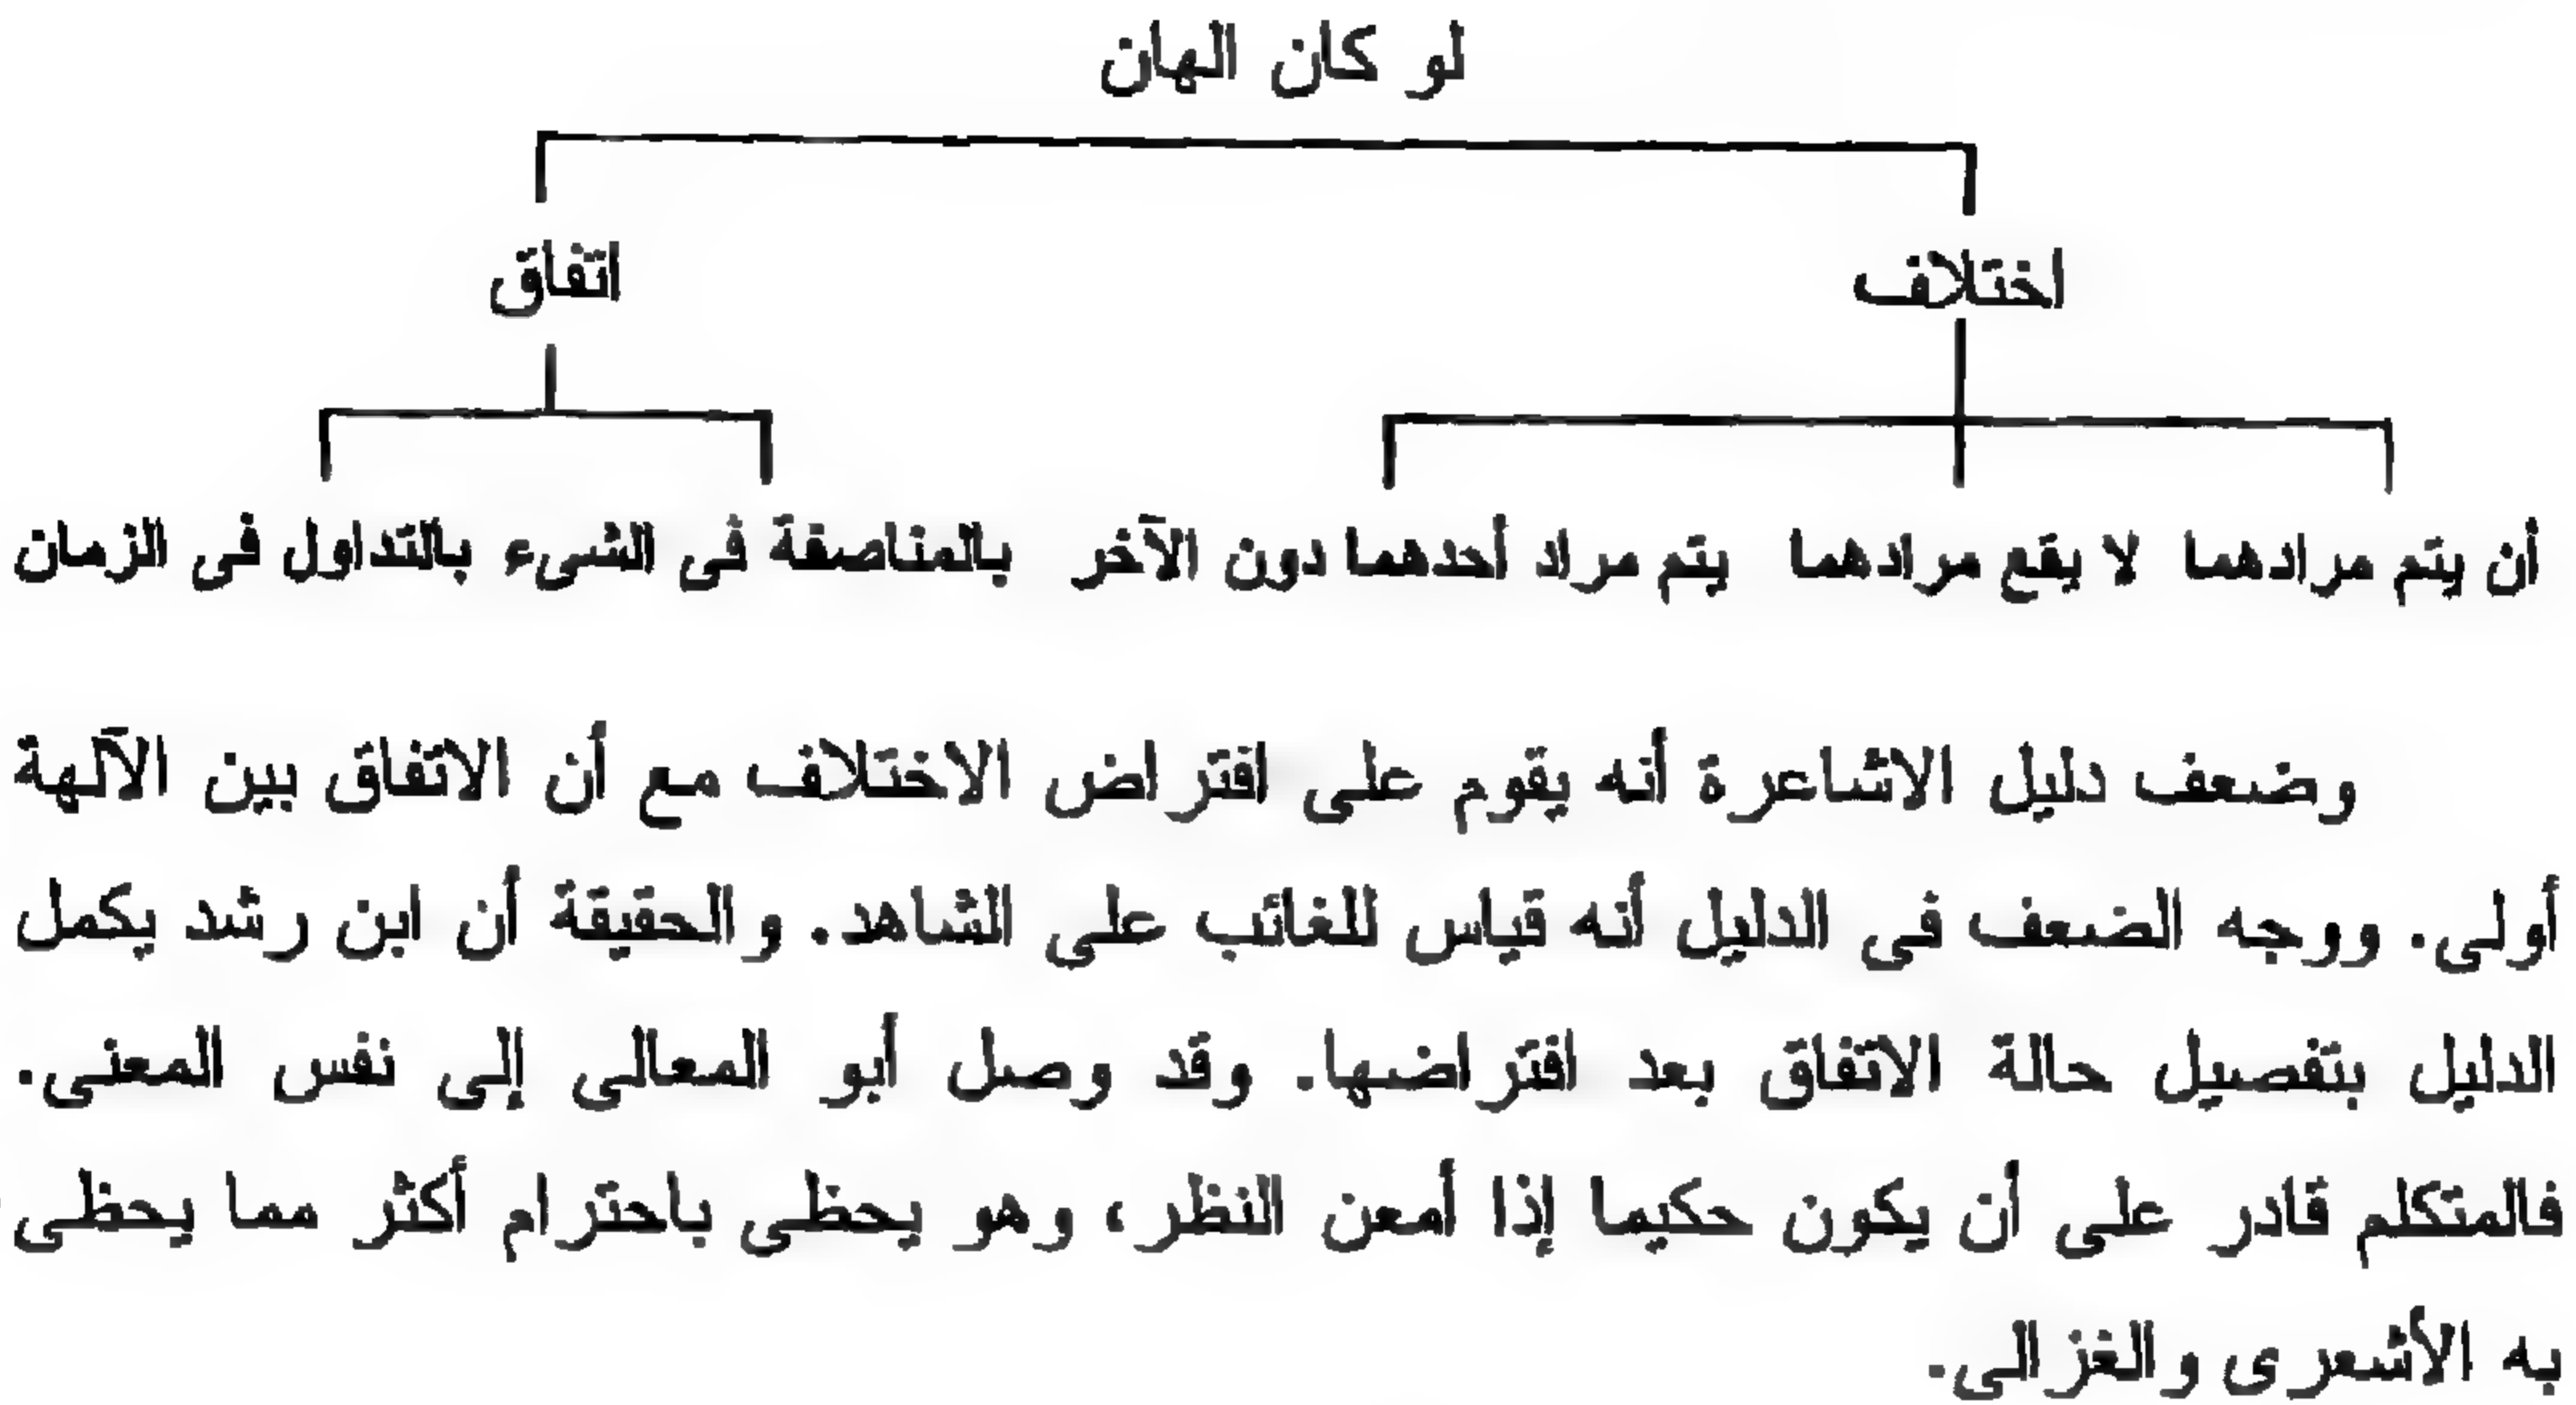 لو كان الهان
اختلاف اتفاق
أن يتم مرادهما لا يقع مرادهما يتم مراد أحدهما دون الآخر بالمناصفة فى الشىء بالتداول فى الزمان
وضعف دليل الاشاعرة أنه يقوم على افتراض الاختلاف مع أن الاتفاق بين الآلهة
أولى. ووجه الضعف فى الدليل أنه قياس للغائب على الشاهد. والحقيقة أن ابن رشد يكمل
الدليل بتفصيل حالة الاتفاق بعد افتراضها. وقد وصل أبو المعالى إلى نفس المعنى.
فالمتكلم قادر على أن يكون حكيما إذا أمعن النظر، وهو يحظى باحترام أكثر مما يحظى
به الأشعرى والغزالى.